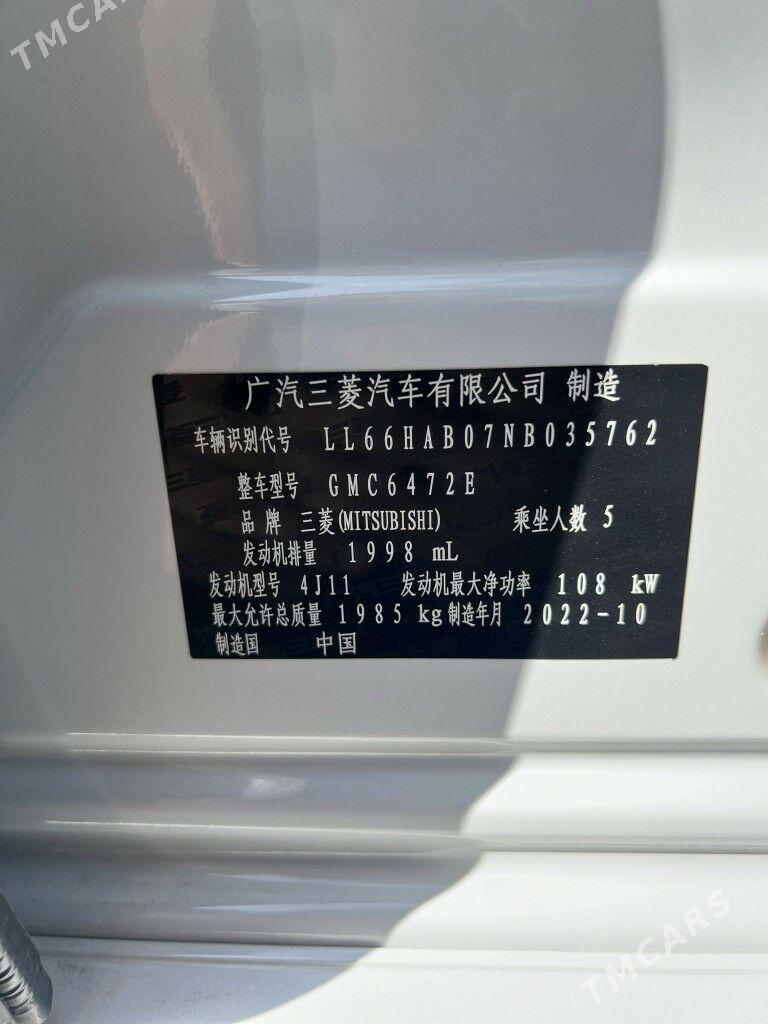 TMCARS
广汽三菱汽车有限公司 制造
车辆识别代号 LL66HAB07NB035762
整车型号 GMC6472E
品牌 三菱(MITSUBISHI) 乘坐人数 5
发动机排量 1998 mL
发动机型号 4J11 发动机最大净功率 108 kW
最大允许总质量 1985 kg 制造年月 2022-10
制造国 中国
TMCARS